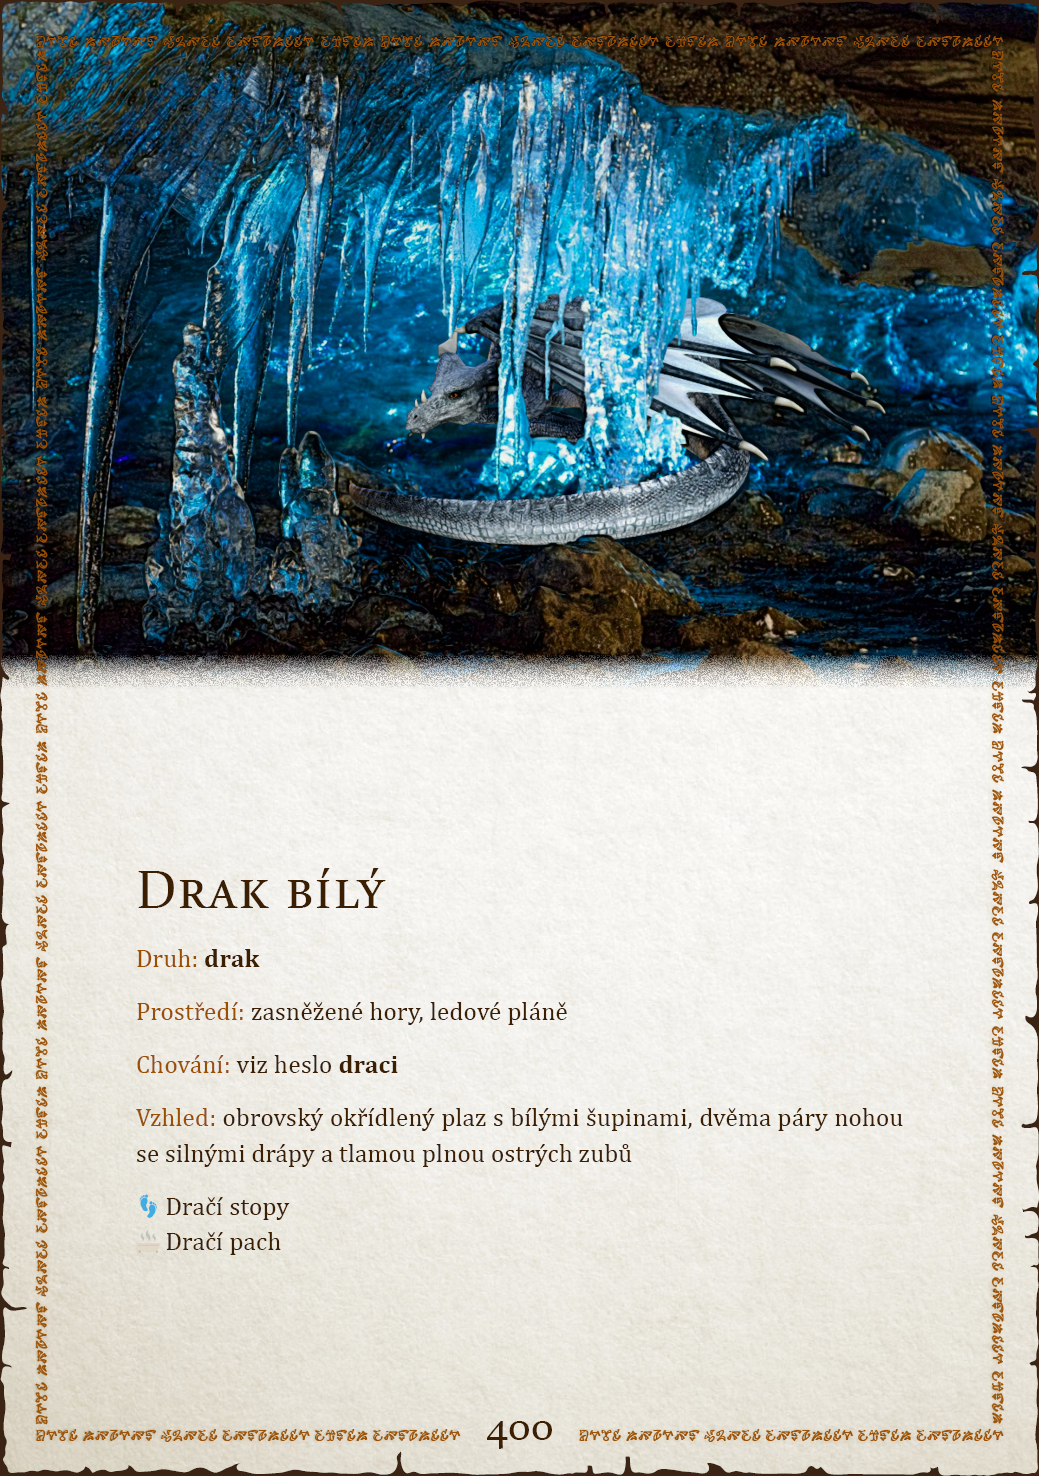 Drak bílý
Druh: drak
Prostředí: zasněžené hory, ledové pláně
Chování: viz heslo draci
Vzhled: obrovský okřídlený plaz s bílými šupinami, dvěma páry nohou
se silnými drápy a tlamou plnou ostrých zubů
Dračí stopy
Dračí pach
400